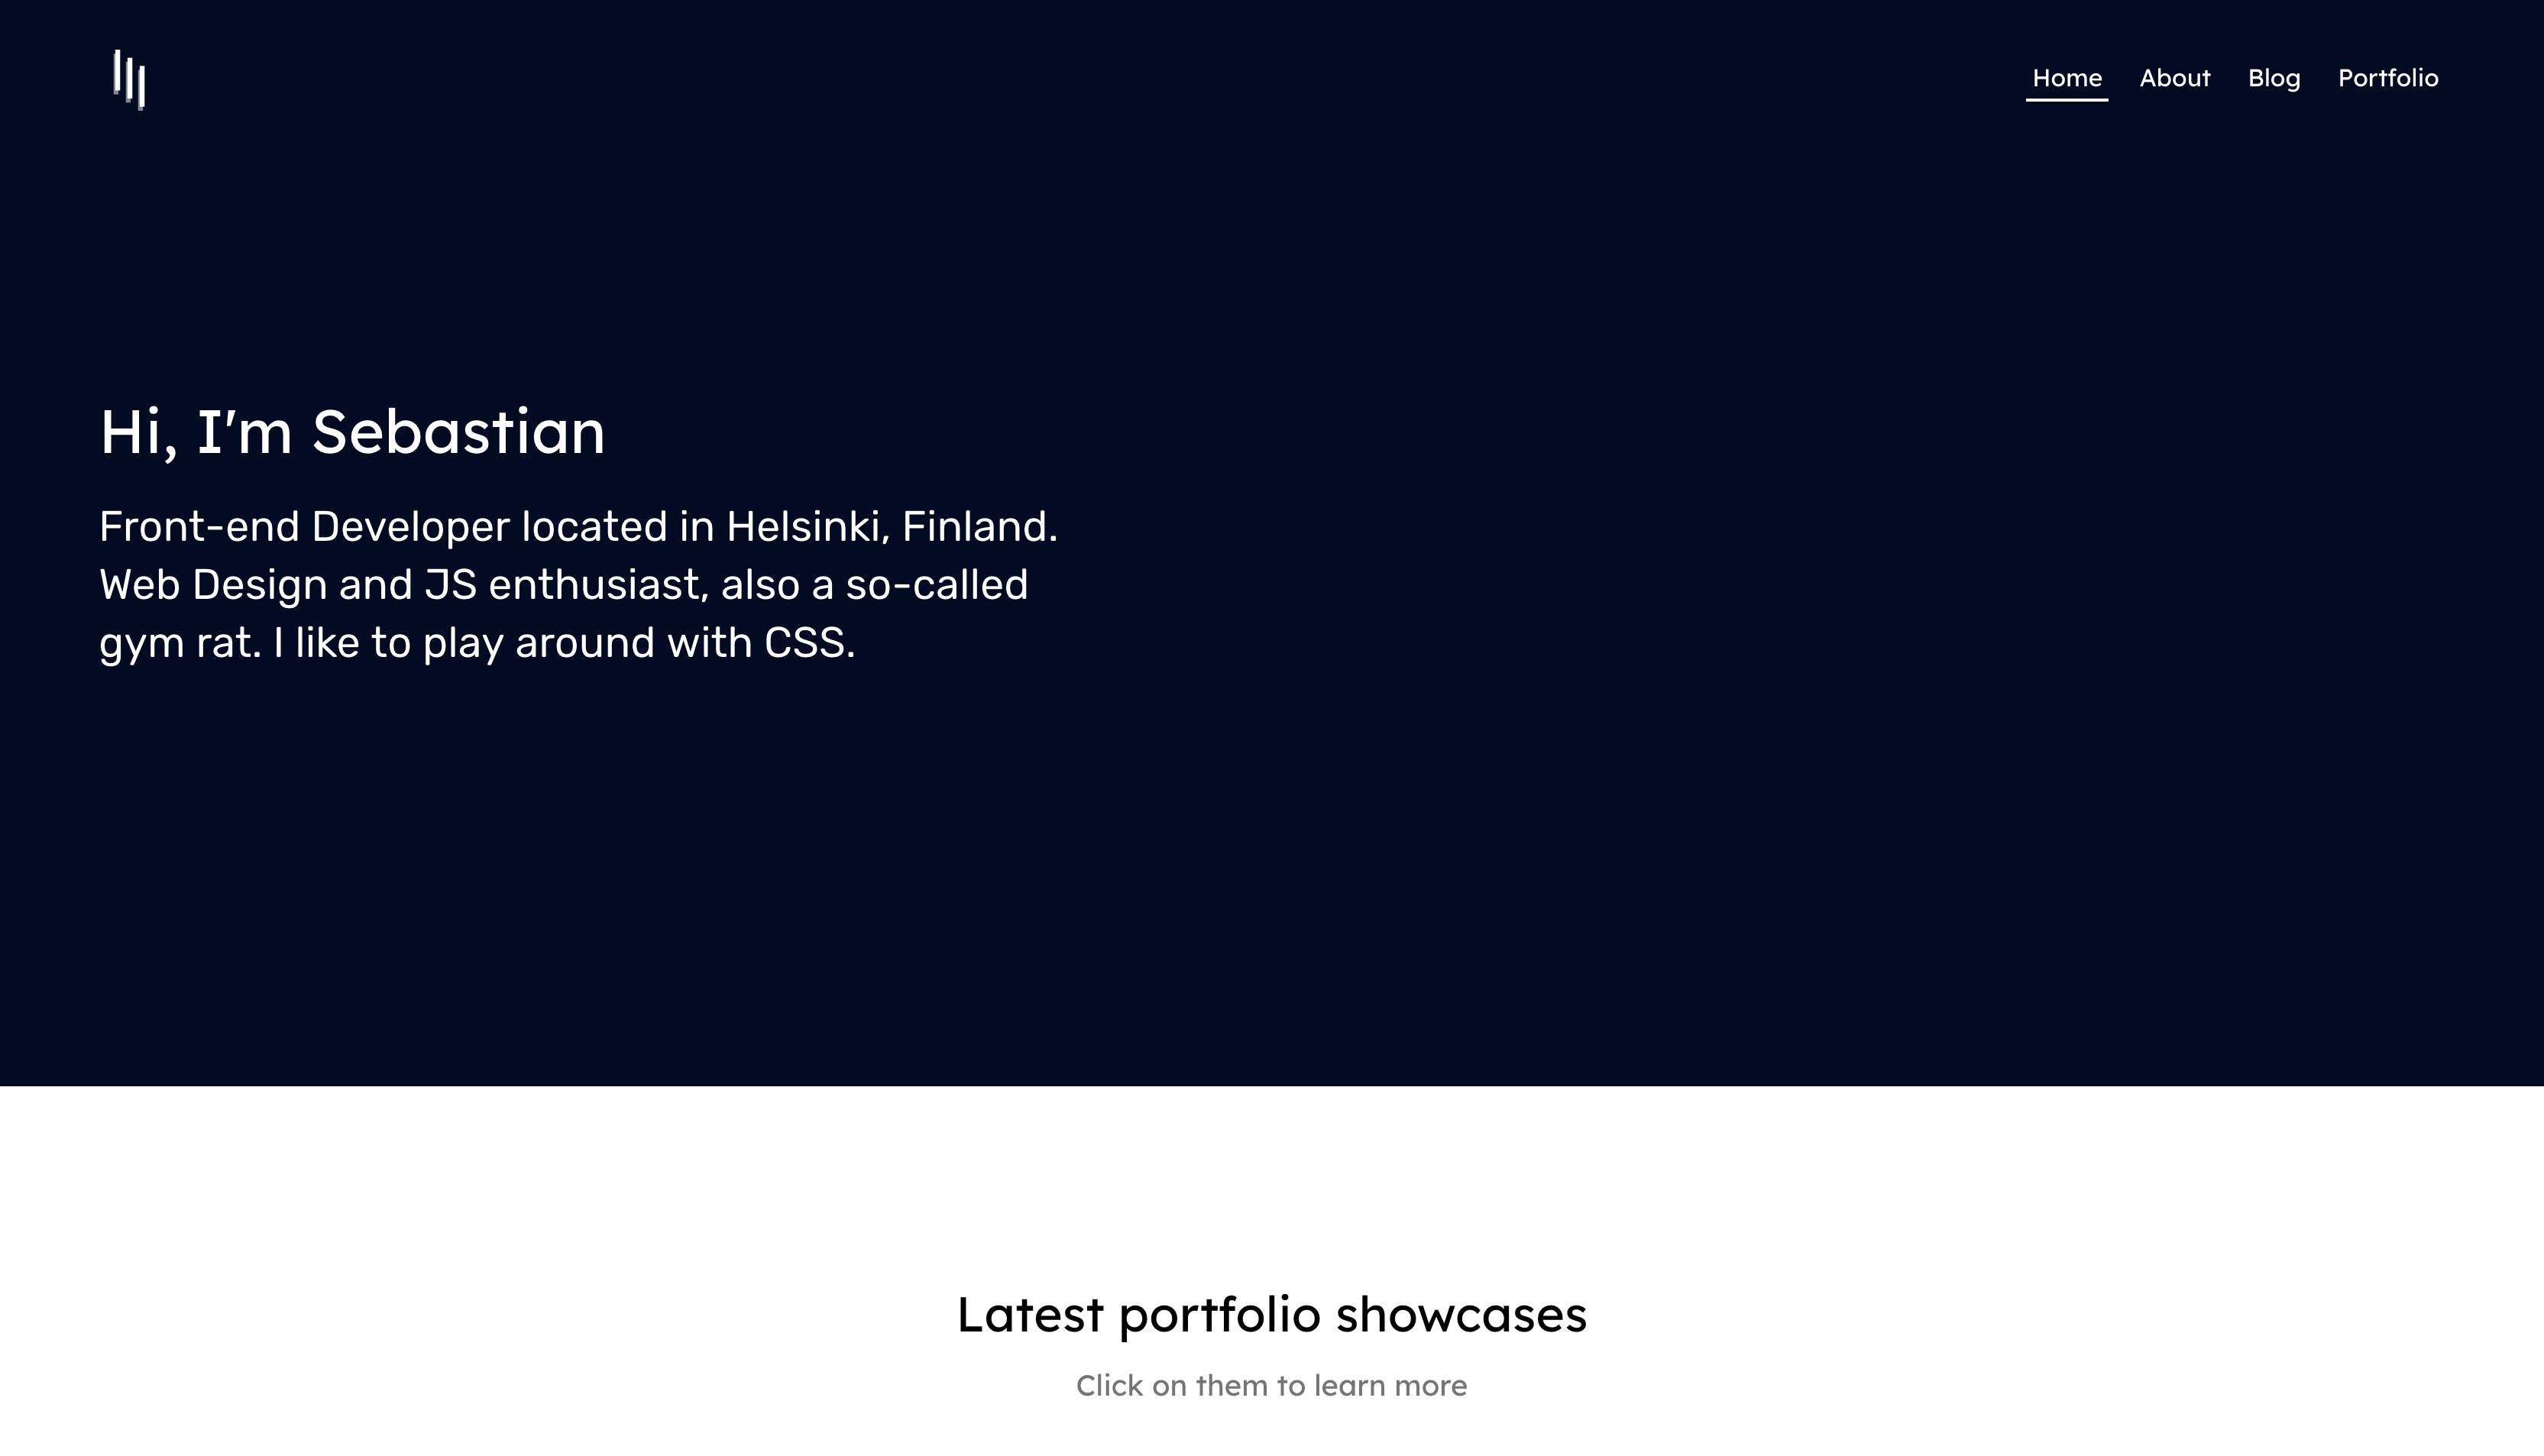 Home About Blog Portfolio
Hi, I'm Sebastian
Front-end Developer located in Helsinki, Finland.
Web Design and JS enthusiast, also a so-called
gym rat. I like to play around with CSS.
Latest portfolio showcases
Click on them to learn more